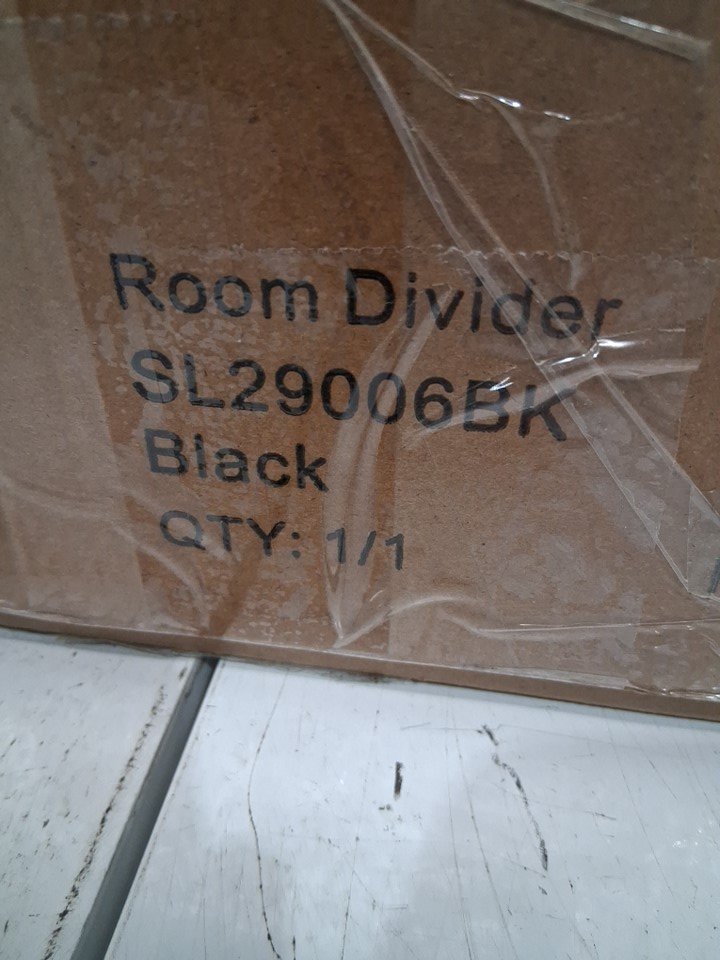 Room Divider
SL29006BK
Black
QTY: 1/1